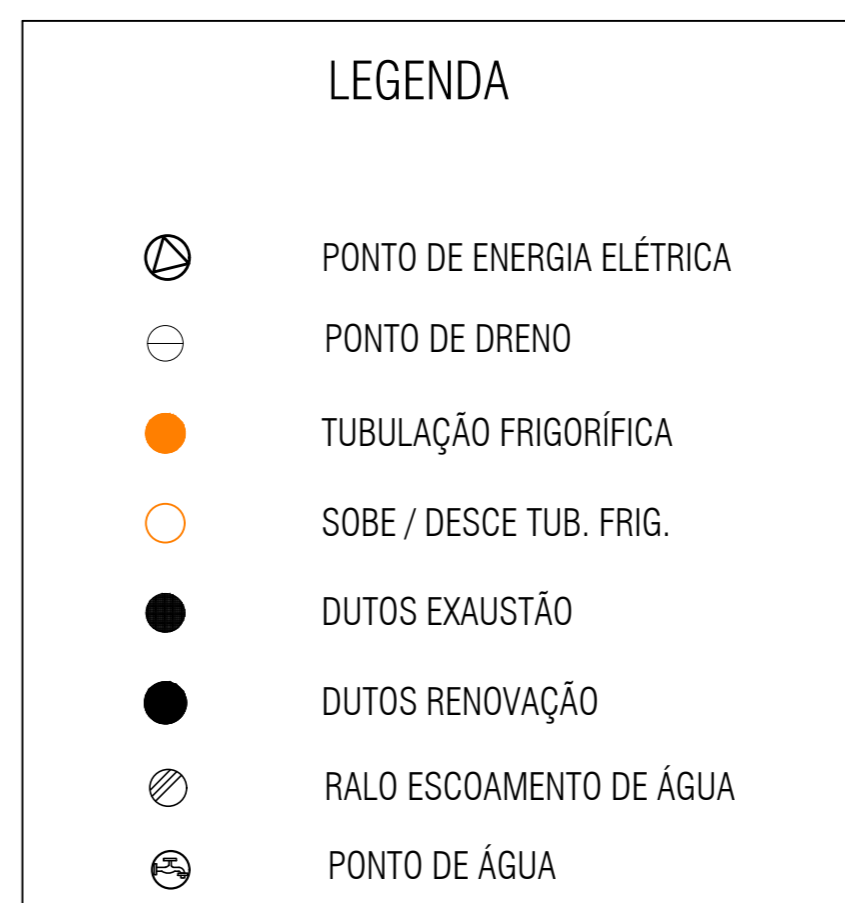 LEGENDA
PONTO DE ENERGIA ELÉTRICA
PONTO DE DRENO
TUBULAÇÃO FRIGORÍFICA
SOBE / DESCE TUB. FRIG.
DUTOS EXAUSTÃO
DUTOS RENOVAÇÃO
RALO ESCOAMENTO DE ÁGUA
PONTO DE ÁGUA